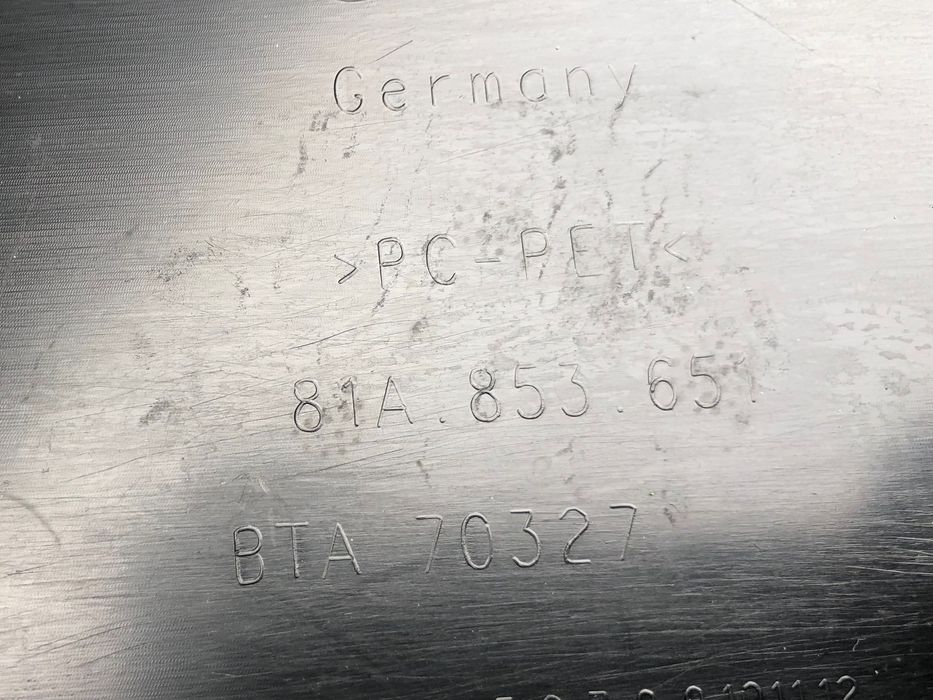 Germany
>PC-PET<
81A.853.651
BTA 70327